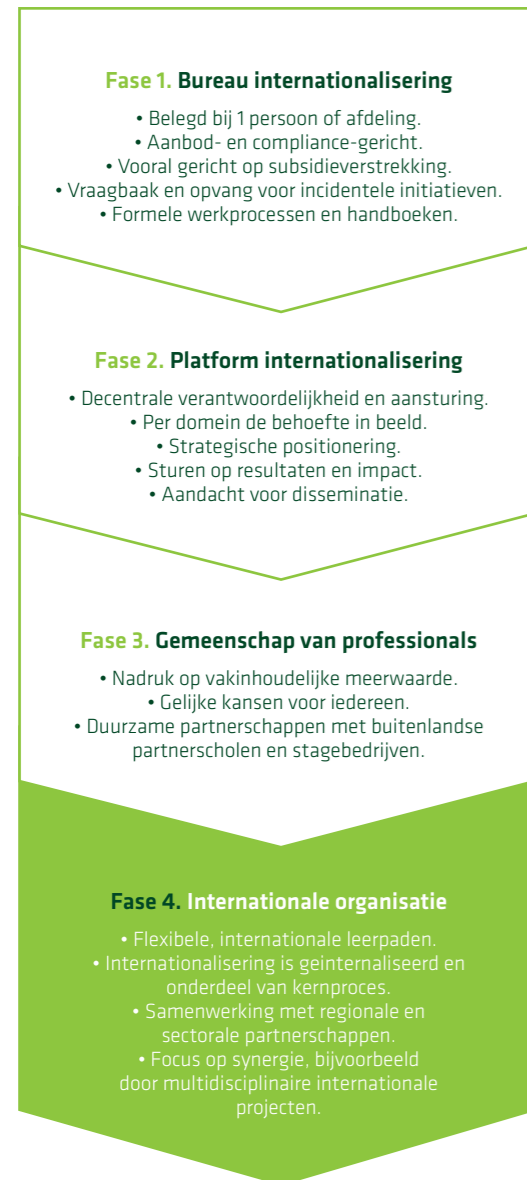 Fase 1. Bureau internationalisering
• Belegd bij 1 persoon of afdeling.
• Aanbod- en compliance-gericht.
• Vooral gericht op subsidieverstrekking.
• Vraagbaak en opvang voor incidentele initiatieven.
• Formele werkprocessen en handboeken.
Fase 2. Platform internationalisering
• Decentrale verantwoordelijkheid en aansturing.
• Per domein de behoefte in beeld.
• Strategische positionering.
• Sturen op resultaten en impact.
• Aandacht voor disseminatie.
Fase 3. Gemeenschap van professionals
• Nadruk op vakinhoudelijke meerwaarde.
• Gelijke kansen voor iedereen.
• Duurzame partnerschappen met buitenlandse
partnerscholen en stagebedrijven.
Fase 4. Internationale organisatie
• Flexibele, internationale leerpaden.
• Internationalisering is geinternaliseerd en
onderdeel van kernproces.
• Samenwerking met regionale en
sectorale partnerschappen.
• Focus op synergie, bijvoorbeeld
door multidisciplinaire internationale
projecten.